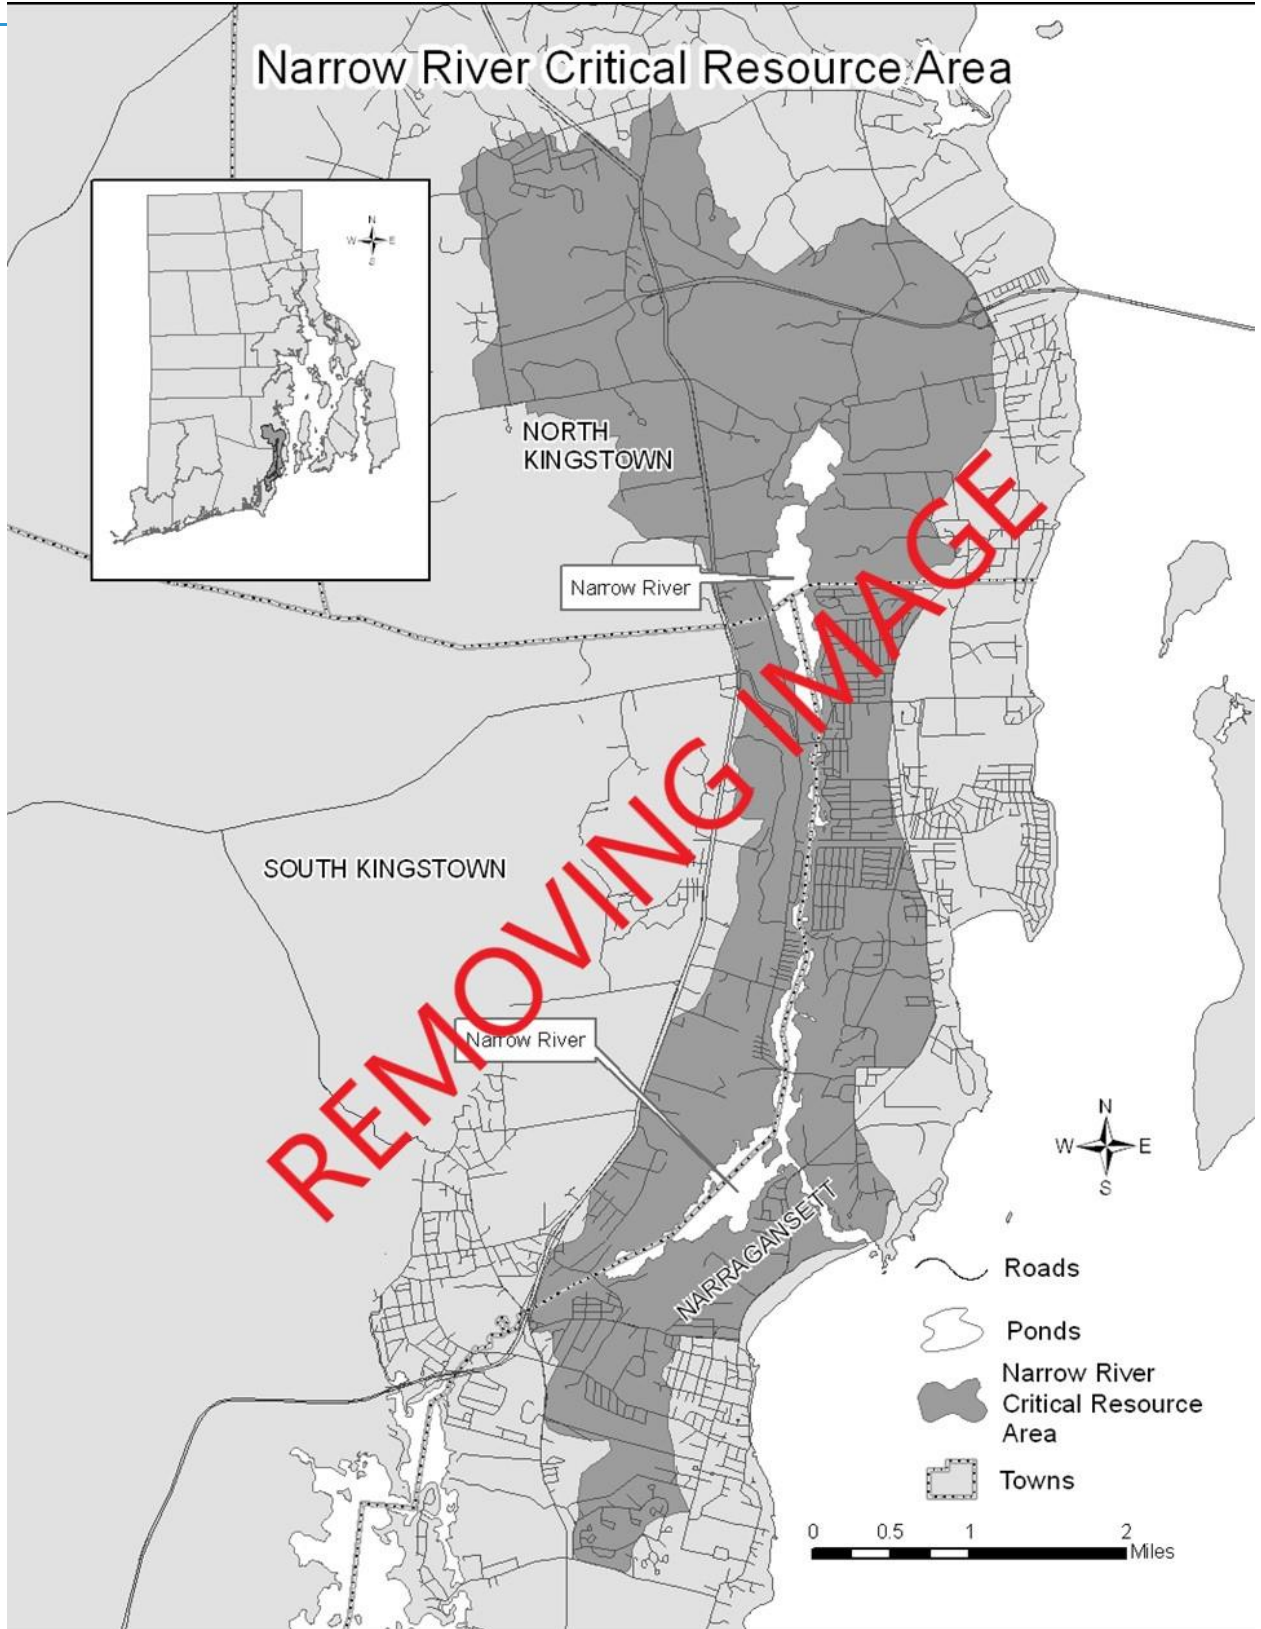 Narrow River Critical Resource Area
N
W E
S
NORTH
KINGSTOWN
Narrow River
REMOVING IMAGE
SOUTH KINGSTOWN
Narrow River
N
W E
S
NARRAGANSETT
Roads
Ponds
Narrow River
Critical Resource
Area
Towns
0 0.5 1 2
Miles